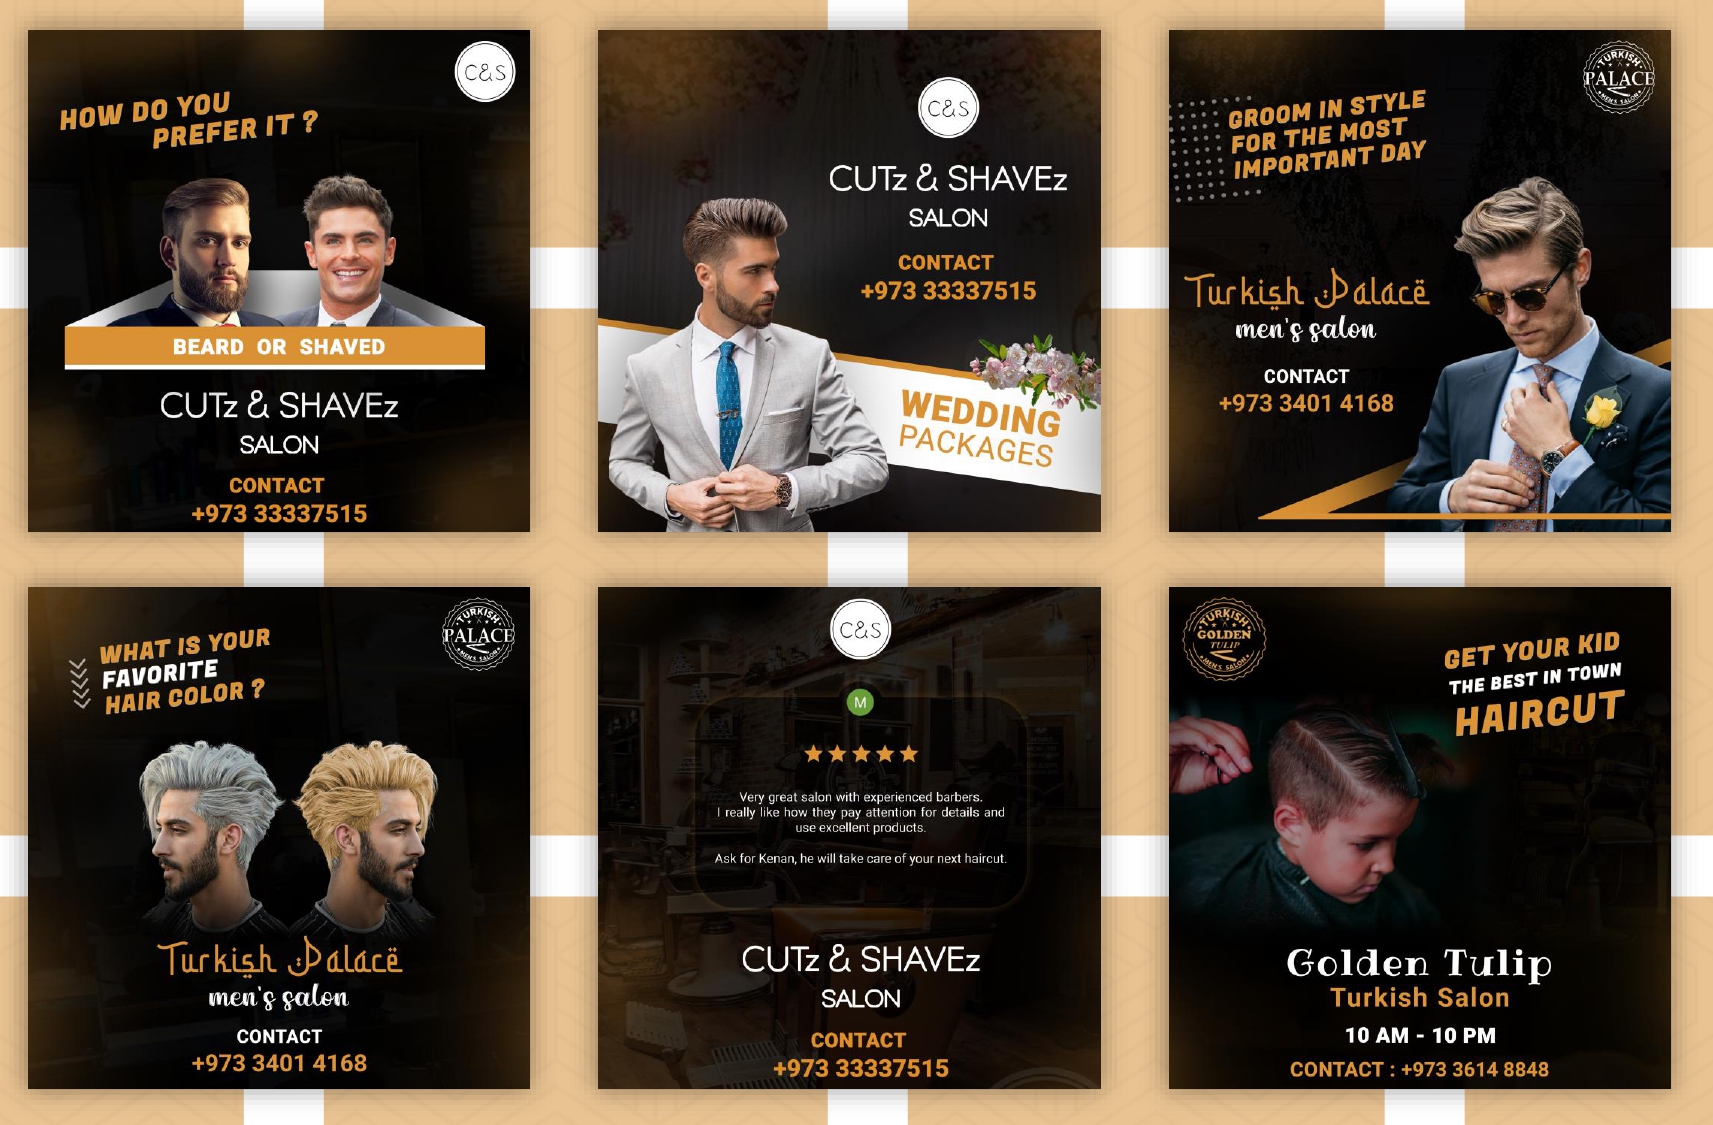 C&S
HOW DO YOU
PREFER IT ?
BEARD OR SHAVED
CUTz & SHAVEz
SALON
CONTACT
+973 33337515
C&S
CUTz & SHAVEz
SALON
CONTACT
+973 33337515
WEDDING
PACKAGES
TURKISH
PALACE
MEN'S SALON
GROOM IN STYLE
FOR THE MOST
IMPORTANT DAY
Turkish Palace
men's salon
CONTACT
+973 3401 4168
TURKISH
PALACE
MEN'S SALON
WHAT IS YOUR
FAVORITE
HAIR COLOR ?
Turkish Palace
men's salon
CONTACT
+973 3401 4168
C&S
M
Very great salon with experienced barbers.
I really like how they pay attention for details and
use excellent products.
Ask for Kenan, he will take care of your next haircut.
CUTz & SHAVEz
SALON
CONTACT
+973 33337515
TURKISH
GOLDEN
TULIP
MEN'S SALON
GET YOUR KID
THE BEST IN TOWN
HAIRCUT
Golden Tulip
Turkish Salon
10 AM - 10 PM
CONTACT : +973 3614 8848